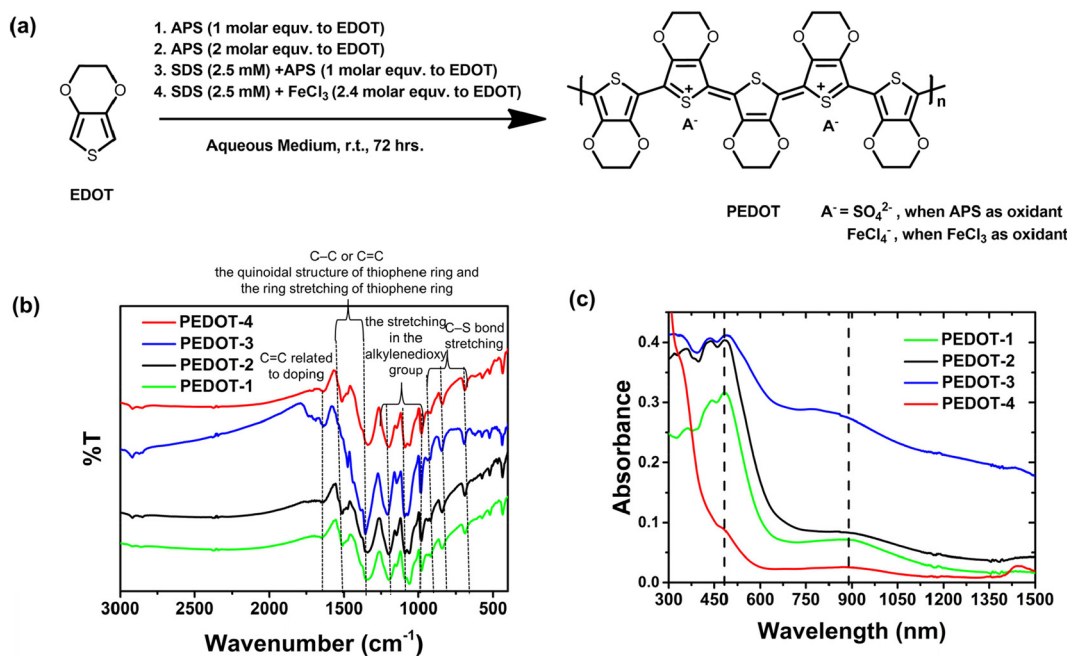 (a)
1. APS (1 molar equv. to EDOT)
2. APS (2 molar equv. to EDOT)
3. SDS (2.5 mM) +APS (1 molar equv. to EDOT)
4. SDS (2.5 mM) + FeCl₃ (2.4 molar equv. to EDOT)
Aqueous Medium, r.t., 72 hrs.
O O
S
EDOT
O O O O
S S S
+ +
S S
n
A⁻ A⁻
O O O O O O
PEDOT A⁻ = SO₄²⁻ , when APS as oxidant
FeCl₄⁻ , when FeCl₃ as oxidant
(b)
C–C or C=C
the quinoidal structure of thiophene ring and
the ring stretching of thiophene ring
PEDOT-4
PEDOT-3
PEDOT-2
PEDOT-1
C=C related
to doping
the stretching
in the
alkylenedioxy
group
C–S bond
stretching
%T
3000 2500 2000 1500 1000 500
Wavenumber (cm⁻¹)
(c)
PEDOT-1
PEDOT-2
PEDOT-3
PEDOT-4
Absorbance
0.4
0.3
0.2
0.1
0.0
300 450 600 750 900 1050 1200 1350 1500
Wavelength (nm)